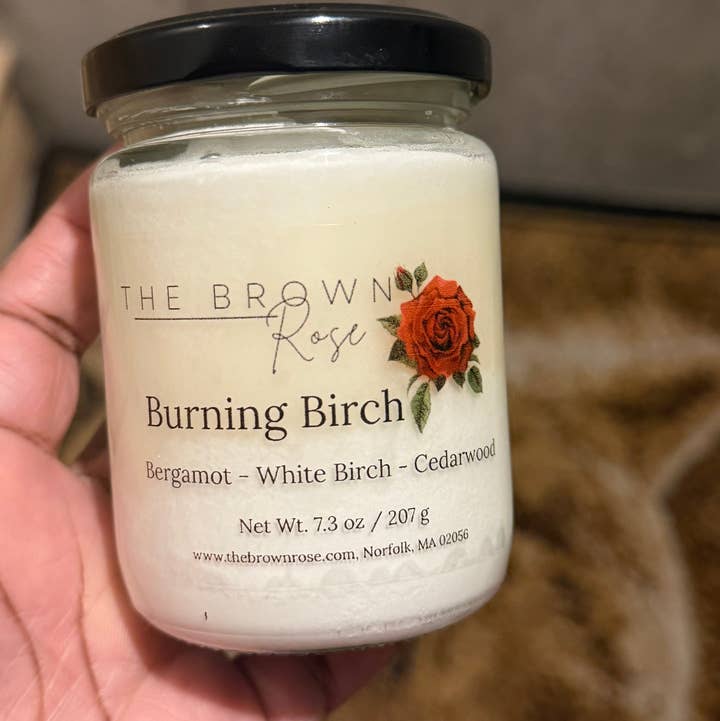 THE BROWN
Rose
Burning Birch
Bergamot - White Birch - Cedarwood
Net Wt. 7.3 oz / 207 g
www.thebrownrose.com, Norfolk, MA 02056